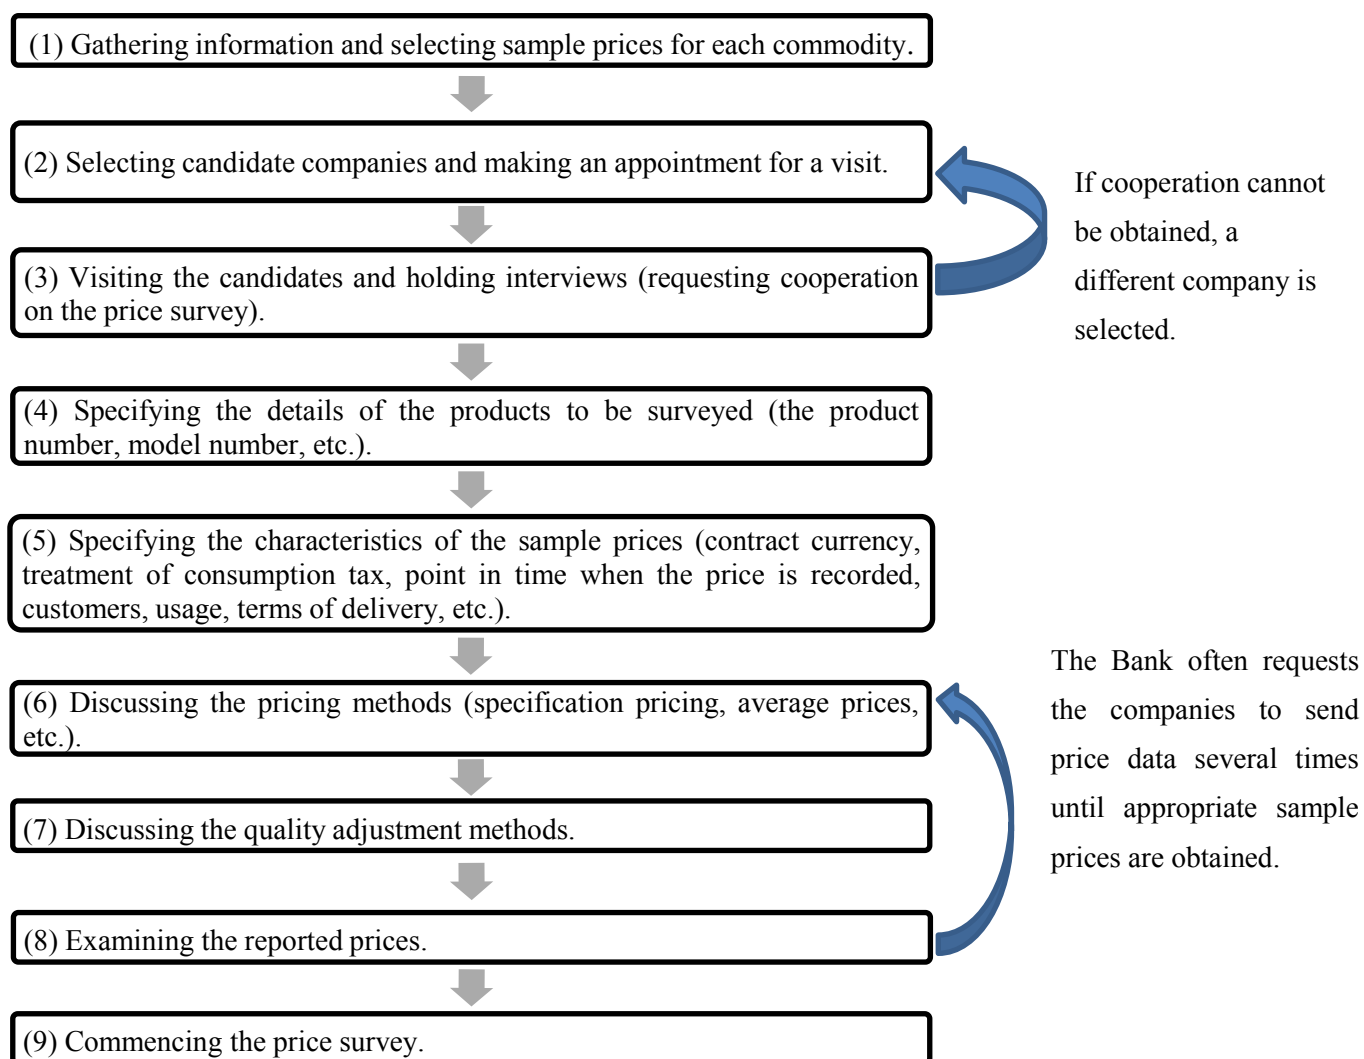 (1) Gathering information and selecting sample prices for each commodity.
(2) Selecting candidate companies and making an appointment for a visit.
If cooperation cannot
be obtained, a
different company is
selected.
(3) Visiting the candidates and holding interviews (requesting cooperation
on the price survey).
(4) Specifying the details of the products to be surveyed (the product
number, model number, etc.).
(5) Specifying the characteristics of the sample prices (contract currency,
treatment of consumption tax, point in time when the price is recorded,
customers, usage, terms of delivery, etc.).
(6) Discussing the pricing methods (specification pricing, average prices,
etc.).
The Bank often requests
the companies to send
price data several times
until appropriate sample
prices are obtained.
(7) Discussing the quality adjustment methods.
(8) Examining the reported prices.
(9) Commencing the price survey.